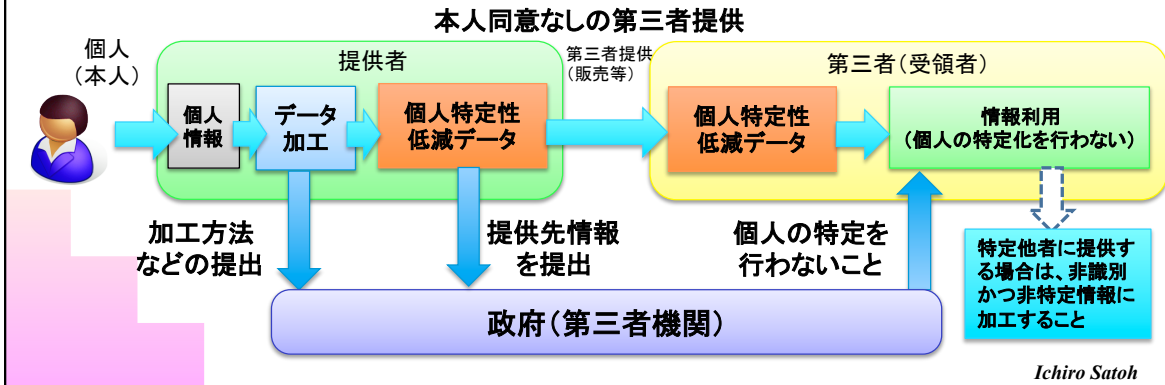 本人同意なしの第三者提供
個人
（本人）
提供者
第三者提供
（販売等）
第三者（受領者）
個人
情報
データ
加工
個人特定性
低減データ
個人特定性
低減データ
情報利用
（個人の特定化を行わない）
加工方法
などの提出
提供先情報
を提出
個人の特定を
行わないこと
特定他者に提供す
る場合は、非識別
かつ非特定情報に
加工すること
政府（第三者機関）
Ichiro Satoh